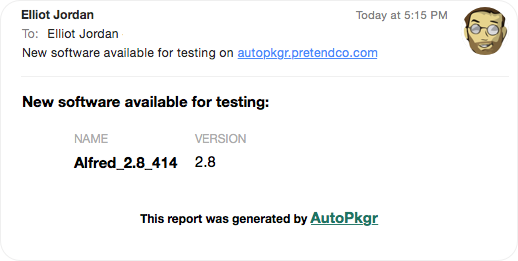 Elliot Jordan Today at 5:15 PM
To: Elliot Jordan
New software available for testing on autopkgr.pretendco.com
New software available for testing:
NAME VERSION
Alfred_2.8_414 2.8
This report was generated by AutoPkgr